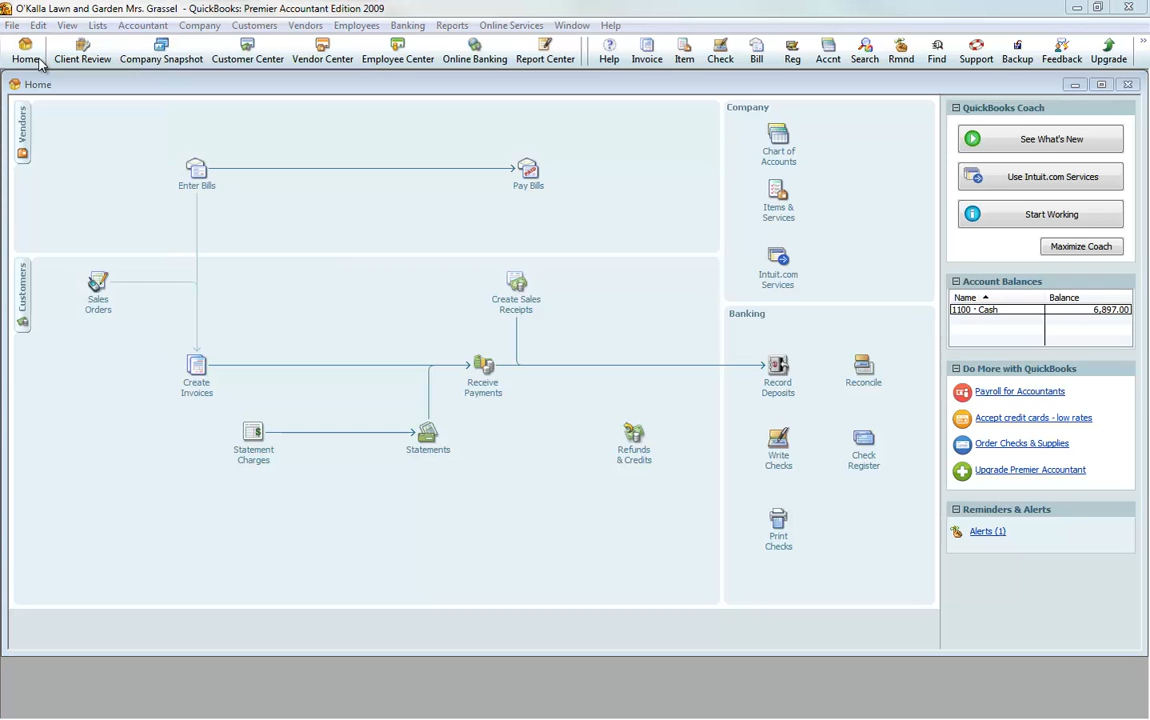 O'Kalla Lawn and Garden Mrs. Grassel - QuickBooks: Premier Accountant Edition 2009
File Edit View Lists Accountant Company Customers Vendors Employees Banking Reports Online Services Window Help
Home Client Review Company Snapshot Customer Center Vendor Center Employee Center Online Banking Report Center Help Invoice Item Check Bill Reg Accnt Search Rmnd Find Support Backup Feedback Upgrade
Home
Vendors
Enter Bills
Pay Bills
Customers
Sales
Orders
Create Sales
Receipts
Create
Invoices
Receive
Payments
Statement
Charges
Statements
Refunds
& Credits
Company
Chart of
Accounts
Items &
Services
Intuit.com
Services
Banking
Record
Deposits
Reconcile
Write
Checks
Check
Register
Print
Checks
QuickBooks Coach
See What's New
Use Intuit.com Services
Start Working
Maximize Coach
Account Balances
Name Balance
1100 · Cash 6,897.00
Do More with QuickBooks
Payroll for Accountants
Accept credit cards - low rates
Order Checks & Supplies
Upgrade Premier Accountant
Reminders & Alerts
Alerts (1)